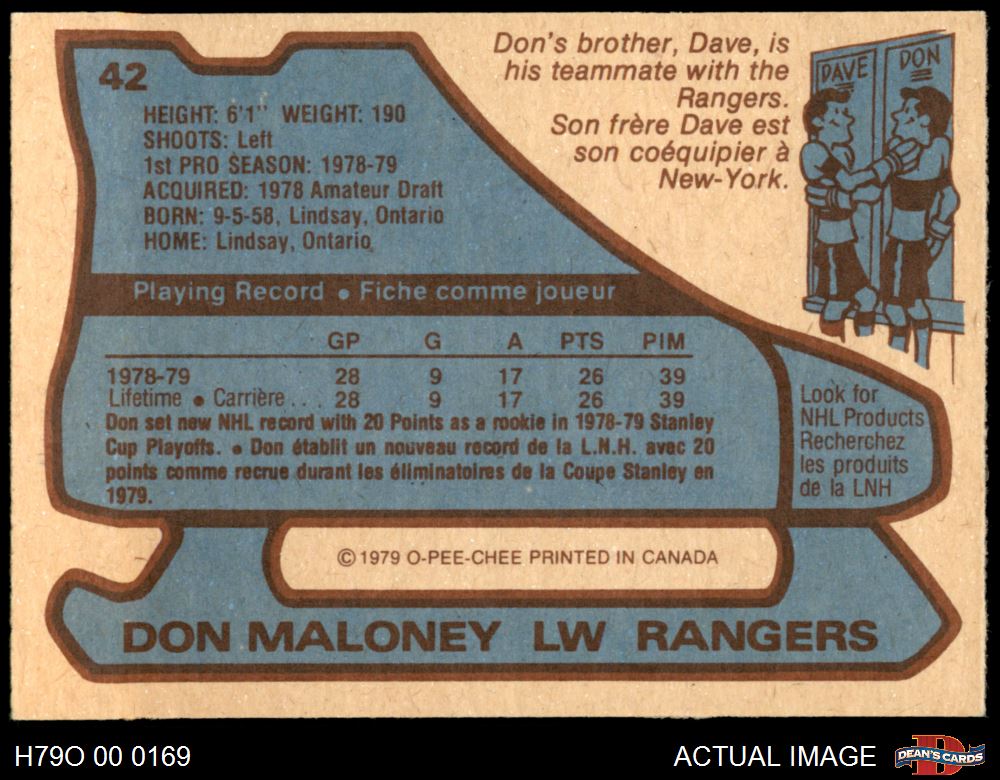 42
HEIGHT: 6'1" WEIGHT: 190
SHOOTS: Left
1st PRO SEASON: 1978-79
ACQUIRED: 1978 Amateur Draft
BORN: 9-5-58, Lindsay, Ontario
HOME: Lindsay, Ontario
Don's brother, Dave, is
his teammate with the
Rangers.
Son frère Dave est
son coéquipier à
New-York.
DAVE
DON
Playing Record • Fiche comme joueur
GP G A PTS PIM
1978-79 28 9 17 26 39
Lifetime • Carrière . . . 28 9 17 26 39
Don set new NHL record with 20 Points as a rookie in 1978-79 Stanley
Cup Playoffs. • Don établit un nouveau record de la L.N.H. avec 20
points comme recrue durant les éliminatoires de la Coupe Stanley en
1979.
Look for
NHL Products
Recherchez
les produits
de la LNH
© 1979 O-PEE-CHEE PRINTED IN CANADA
DON MALONEY LW RANGERS
H79O 00 0169
ACTUAL IMAGE
DEAN'S CARDS